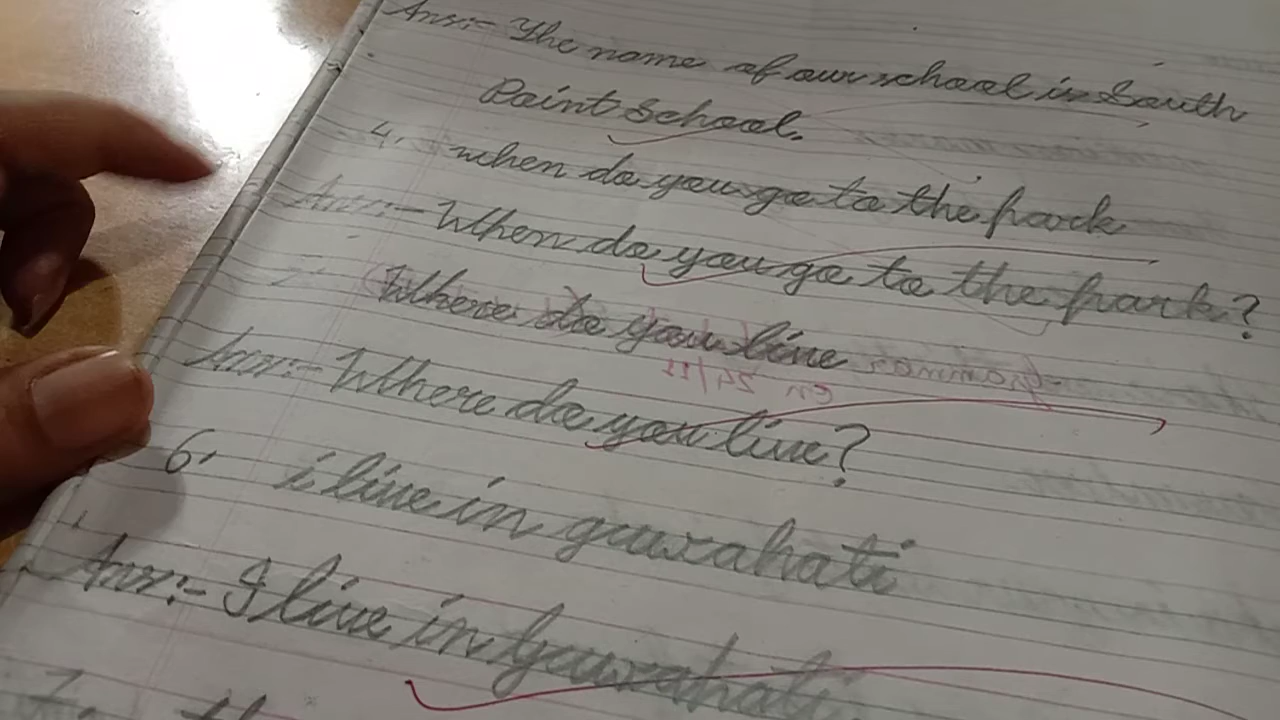 Ans:- The name of our school is South
Point School.
4. when do you go to the park
Ans:- When do you go to the park?
Where do you live
Ans:- Where do you live?
6. i live in guwahati
Ans:- I live in Guwahati.